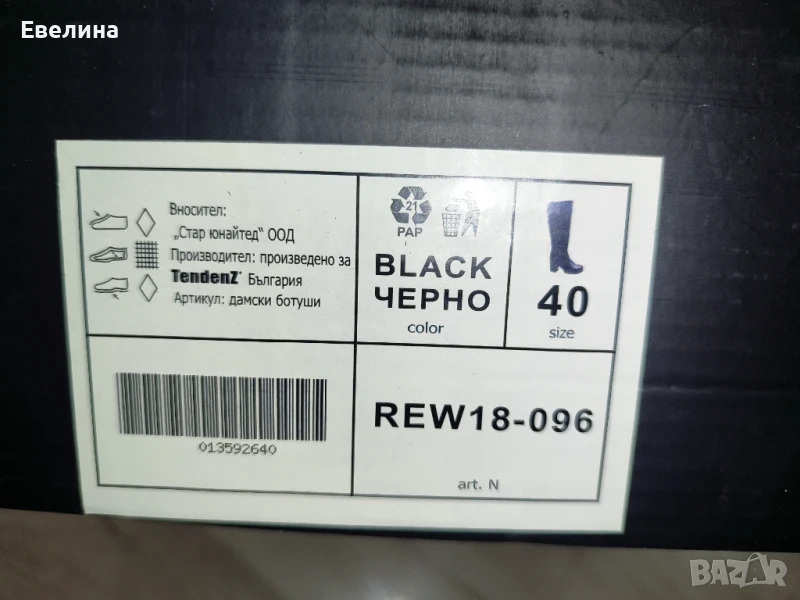 Евелина
Вносител:
„Стар юнайтед" ООД
Производител: произведено за
TendenZ® България
Артикул: дамски ботуши
21
PAP
BLACK
ЧЕРНО
color
40
size
013592640
REW18-096
art. N
BAZAR